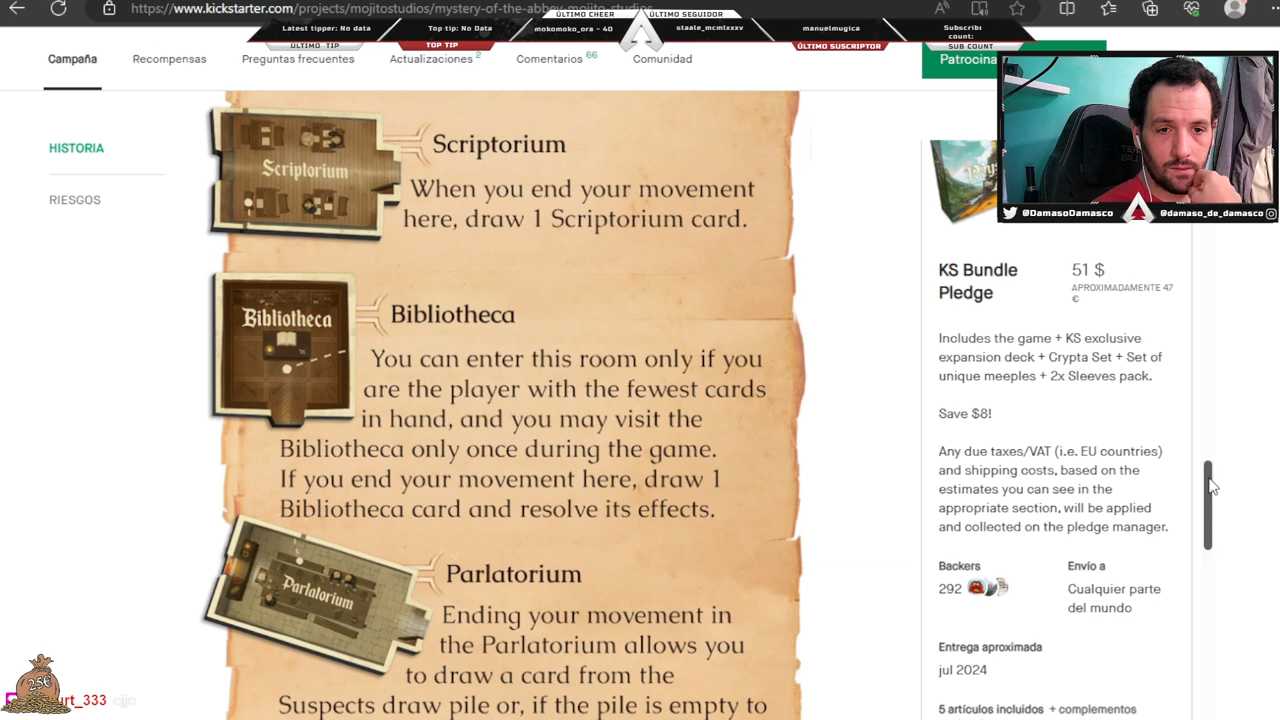 https://www.kickstarter.com/projects/mojitostudios/mystery-of-the-abbey-mojito-studios
ÚLTIMO CHEER
ÚLTIMO SEGUIDOR
Latest tipper: No data
Top tip: No Data
mokomoko_ora - 40
staale_mcmlxxxv
manuelmugica
Subscribi
count:
ÚLTIMO TIP
TOP TIP
ÚLTIMO SUSCRIPTOR
SUB COUNT
Campaña
Recompensas
Preguntas frecuentes
Actualizaciones 2
Comentarios 66
Comunidad
Patrocina
@DamasoDamasco
@damaso_de_damasco
HISTORIA
RIESGOS
Scriptorium
Scriptorium
When you end your movement
here, draw 1 Scriptorium card.
Bibliotheca
Bibliotheca
You can enter this room only if you
are the player with the fewest cards
in hand, and you may visit the
Bibliotheca only once during the game.
If you end your movement here, draw 1
Bibliotheca card and resolve its effects.
Parlatorium
Parlatorium
Ending your movement in
the Parlatorium allows you
to draw a card from the
Suspects draw pile or, if the pile is empty to
KS Bundle
Pledge
51 $
APROXIMADAMENTE 47
€
Includes the game + KS exclusive
expansion deck + Crypta Set + Set of
unique meeples + 2x Sleeves pack.
Save $8!
Any due taxes/VAT (i.e. EU countries)
and shipping costs, based on the
estimates you can see in the
appropriate section, will be applied
and collected on the pledge manager.
Backers
292
Envío a
Cualquier parte
del mundo
Entrega aproximada
jul 2024
5 artículos incluidos + complementos
25€
urt_333